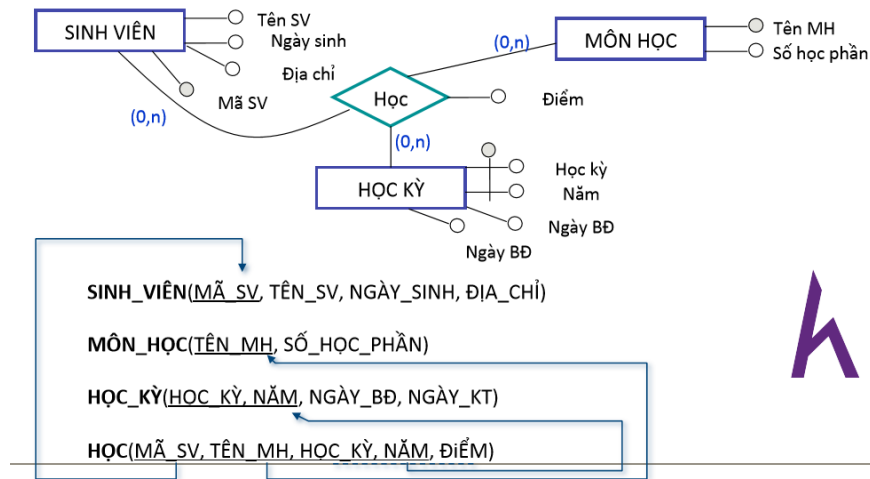 SINH VIÊN
Tên SV
Ngày sinh
Địa chỉ
Mã SV
(0,n)
MÔN HỌC
Tên MH
Số học phần
(0,n)
Học
Điểm
(0,n)
HỌC KỲ
Học kỳ
Năm
Ngày BĐ
Ngày BĐ
SINH_VIÊN(MÃ_SV, TÊN_SV, NGÀY_SINH, ĐỊA_CHỈ)
MÔN_HỌC(TÊN_MH, SỐ_HỌC_PHẦN)
HỌC_KỲ(HỌC_KỲ, NĂM, NGÀY_BĐ, NGÀY_KT)
HỌC(MÃ_SV, TÊN_MH, HỌC_KỲ, NĂM, ĐiỂM)